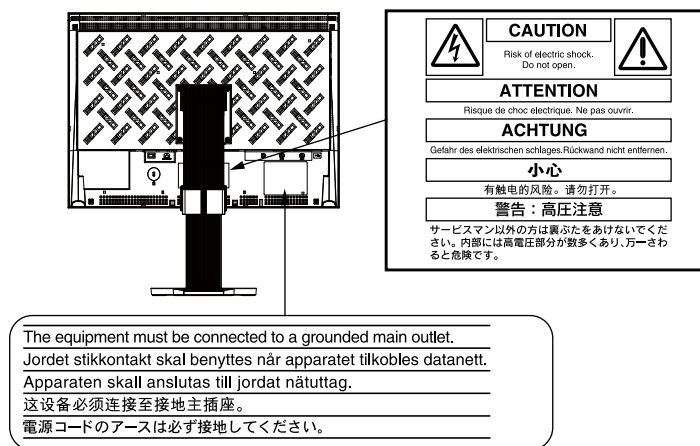 CAUTION
Risk of electric shock.
Do not open.
ATTENTION
Risque de choc electrique. Ne pas ouvrir.
ACHTUNG
Gefahr des elektrischen schlages.Rückwand nicht entfernen.
小心
有触电的风险。请勿打开。
警告：高圧注意
サービスマン以外の方は裏ぶたをあけないでくだ
さい。内部には高電圧部分が数多くあり、万一さわ
ると危険です。
The equipment must be connected to a grounded main outlet.
Jordet stikkontakt skal benyttes når apparatet tilkobles datanett.
Apparaten skall anslutas till jordat nätuttag.
这设备必须连接至接地主插座。
電源コードのアースは必ず接地してください。